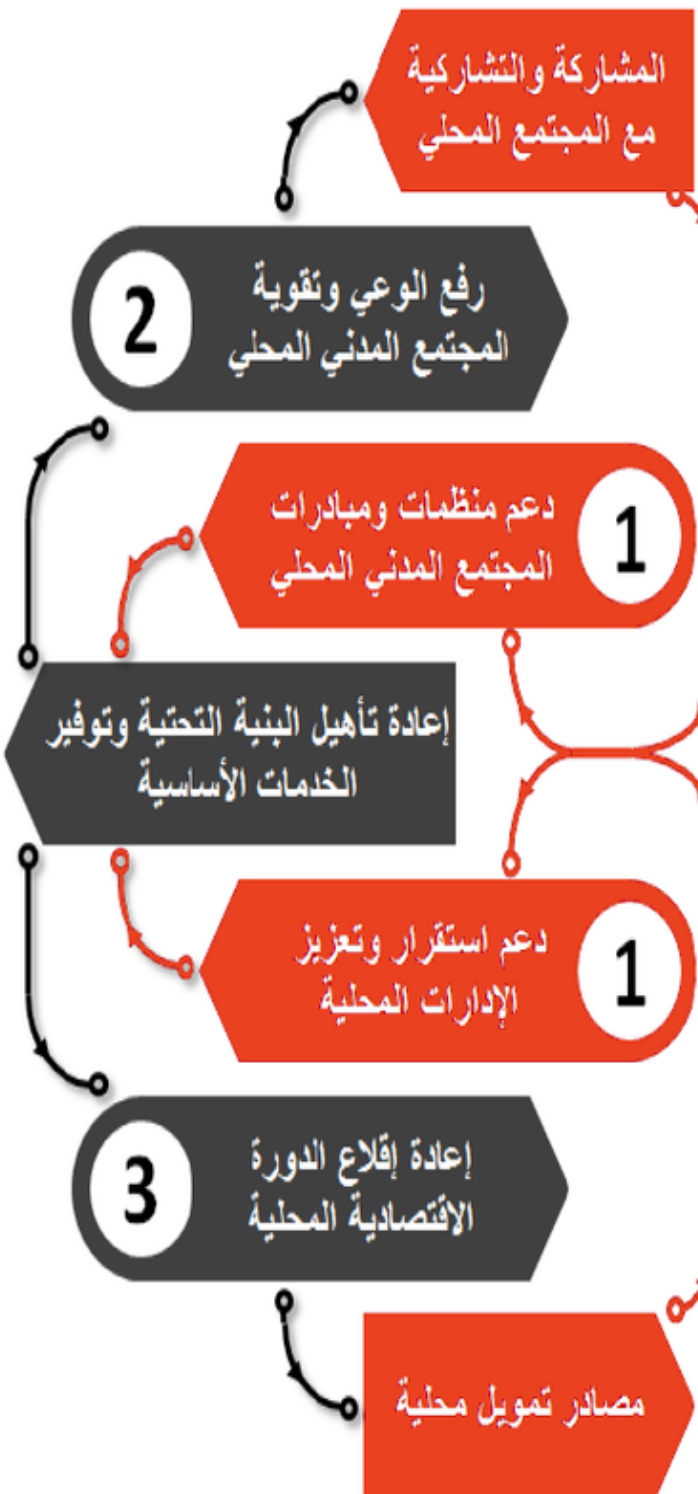 المشاركة والتشاركية
مع المجتمع المحلي
2
رفع الوعي وتقوية
المجتمع المدني المحلي
1
دعم منظمات ومبادرات
المجتمع المدني المحلي
إعادة تأهيل البنية التحتية وتوفير
الخدمات الأساسية
1
دعم استقرار وتعزيز
الإدارات المحلية
3
إعادة إقلاع الدورة
الاقتصادية المحلية
مصادر تمويل محلية